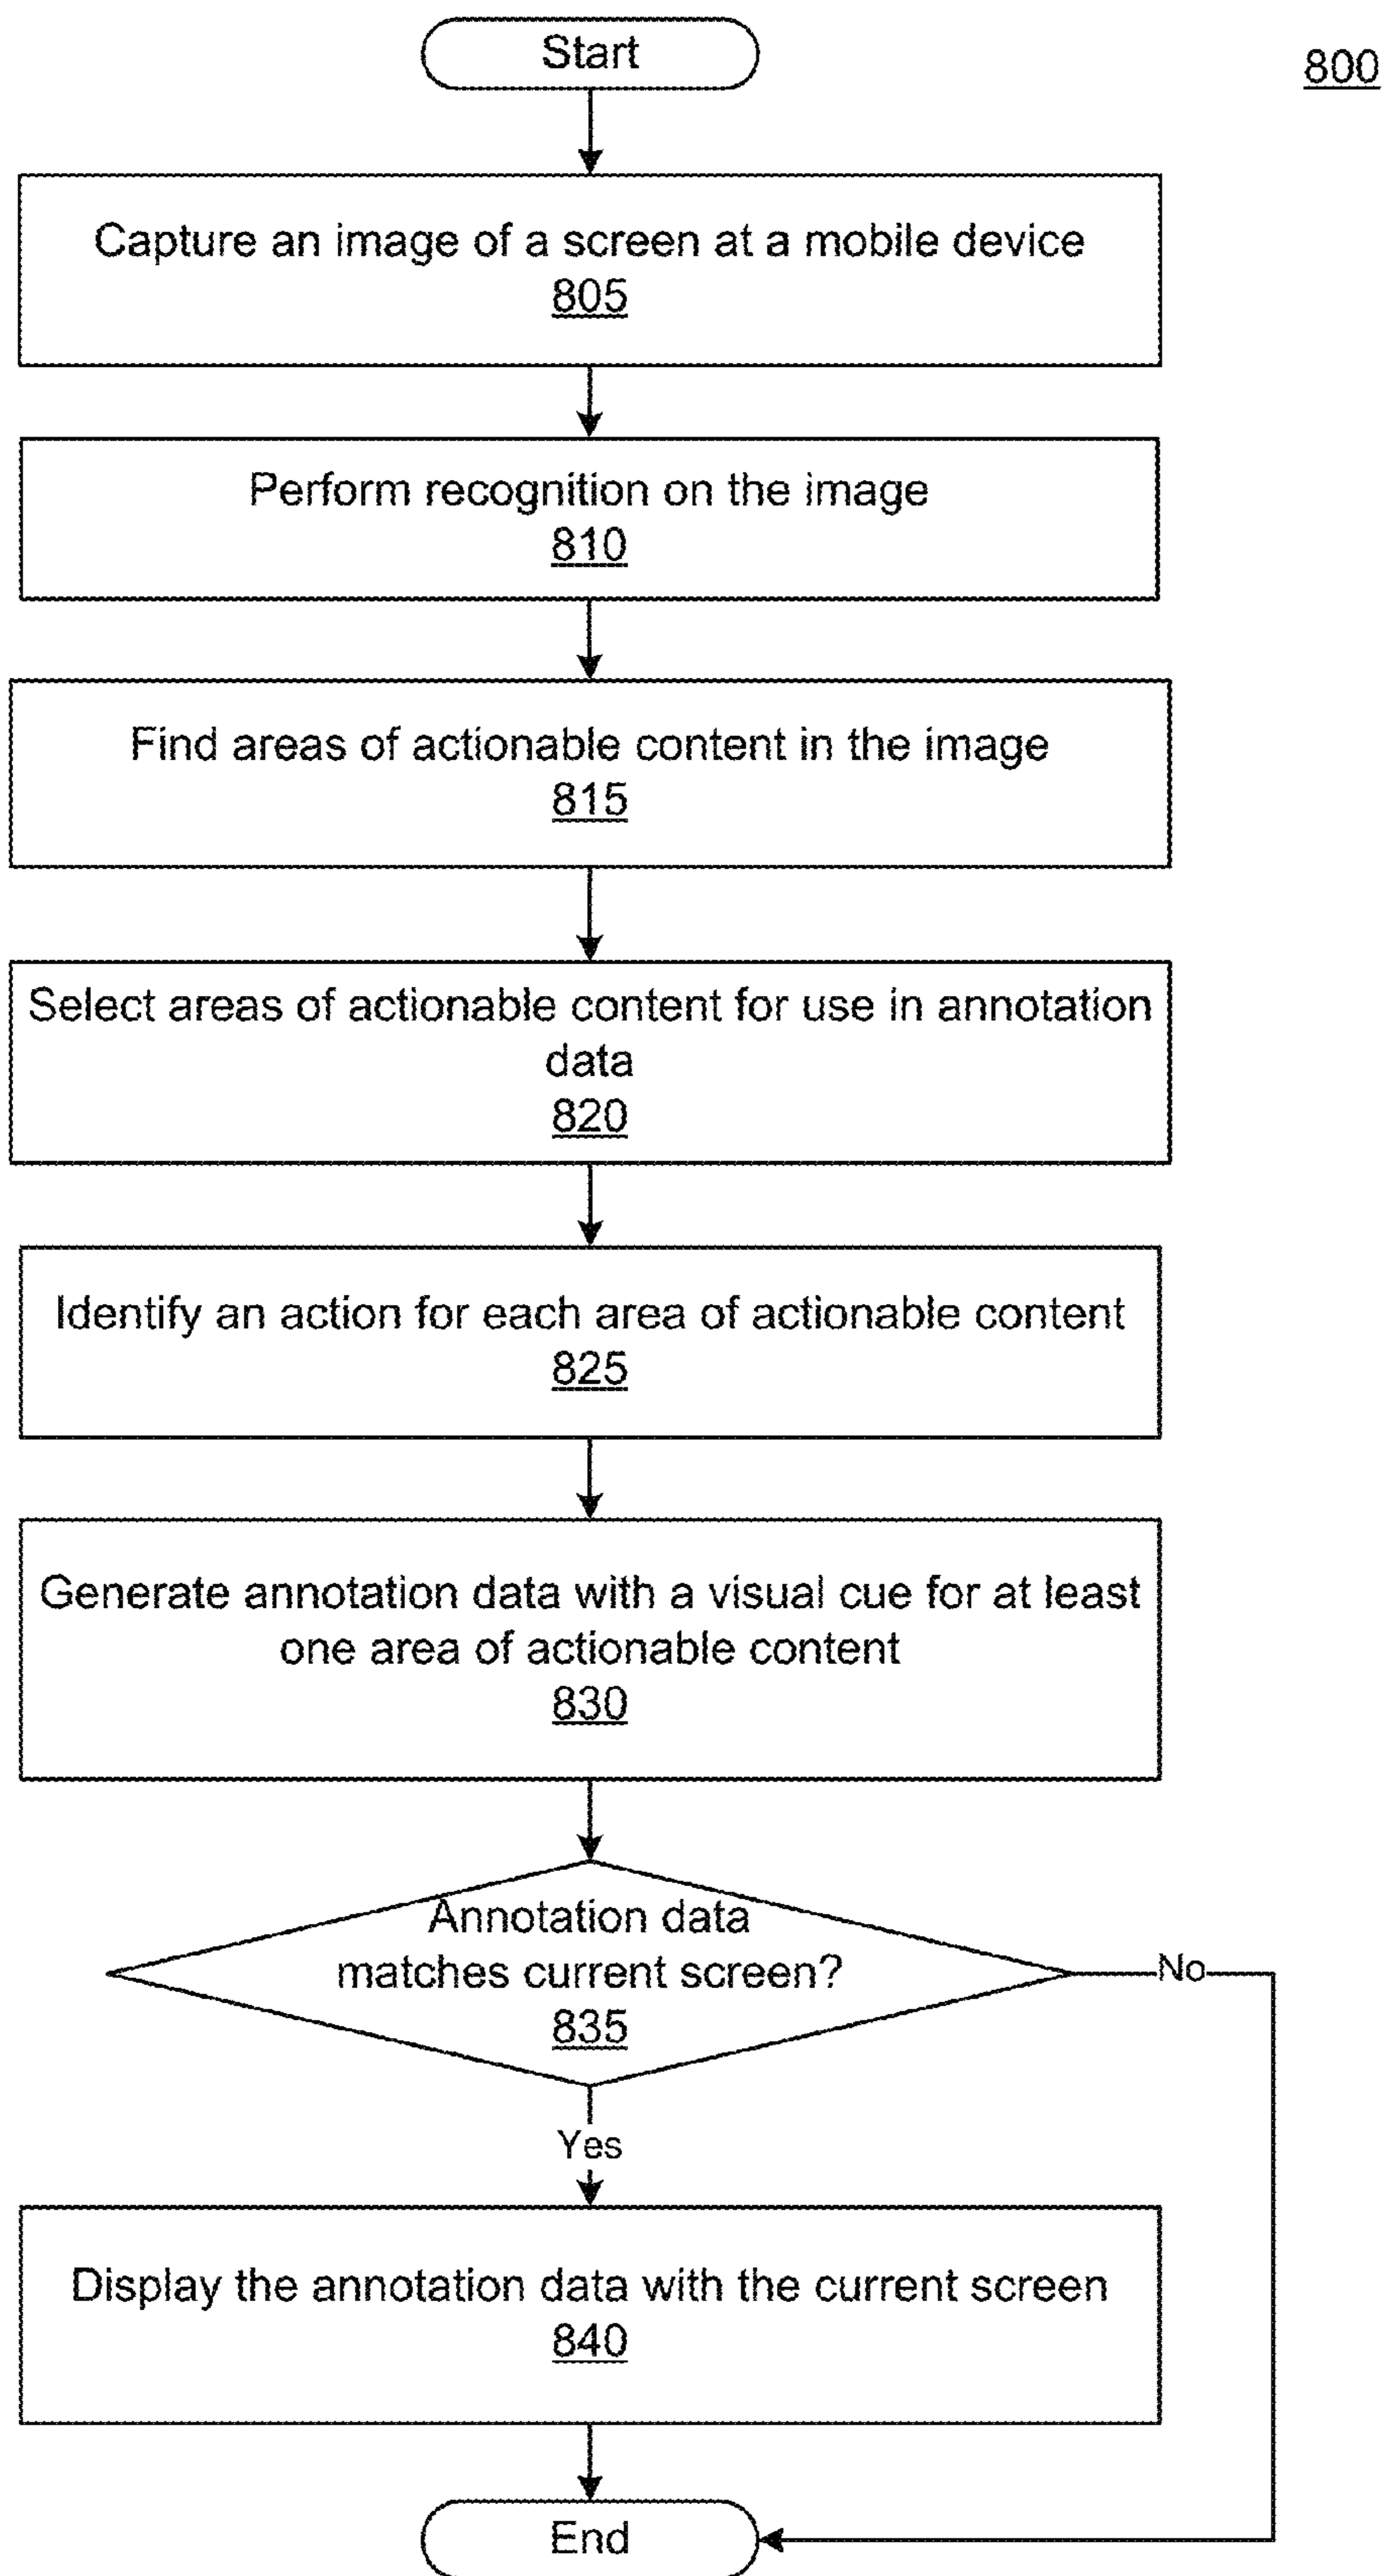 Start
800
Capture an image of a screen at a mobile device
805
Perform recognition on the image
810
Find areas of actionable content in the image
815
Select areas of actionable content for use in annotation
data
820
Identify an action for each area of actionable content
825
Generate annotation data with a visual cue for at least
one area of actionable content
830
Annotation data
matches current screen?
835
No
Yes
Display the annotation data with the current screen
840
End